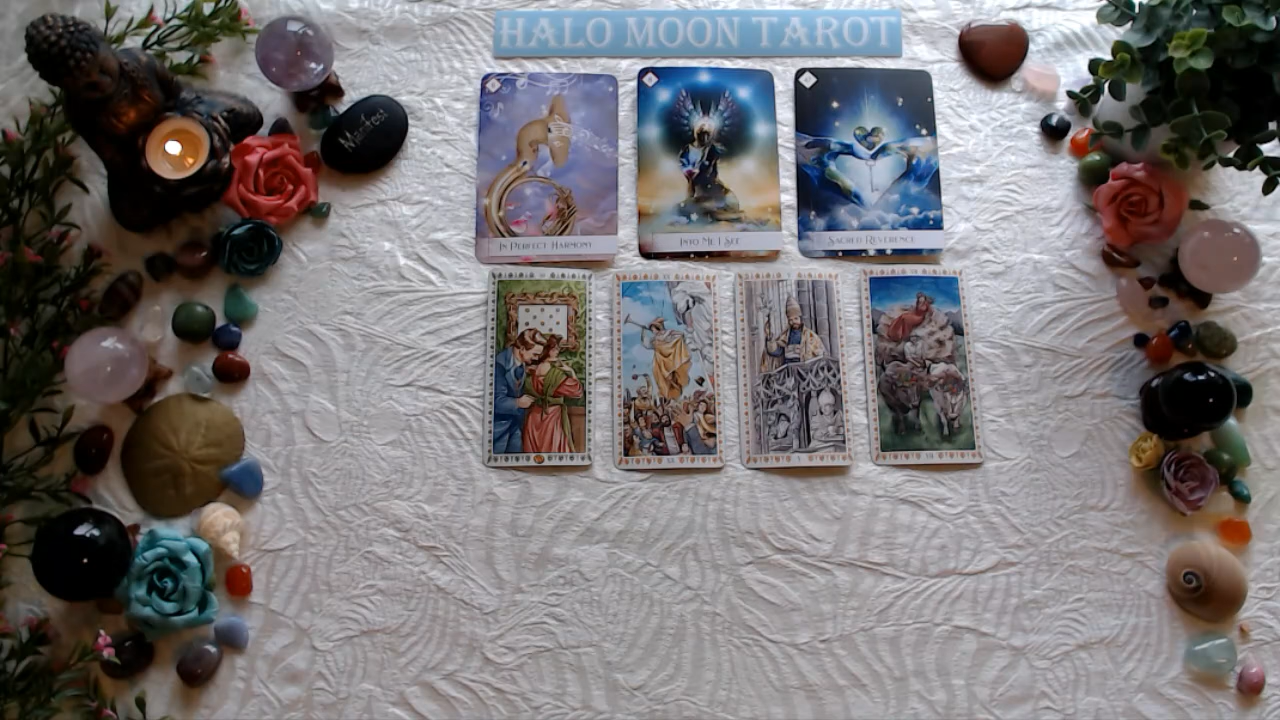 HALO MOON TAROT
Manifest
In Perfect Harmony
Into Me I See
Sacred Reverence